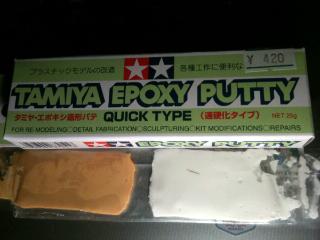 プラスチックモデルの改造
各種工作に便利な
¥ 420
TAMIYA EPOXY PUTTY
タミヤ・エポキシ造形パテ QUICK TYPE (速硬化タイプ) NET 25g
FOR RE-MODELING□DETAIL FABRICATION□SCULPTURING□KIT MODIFICATIONS□REPAIRS